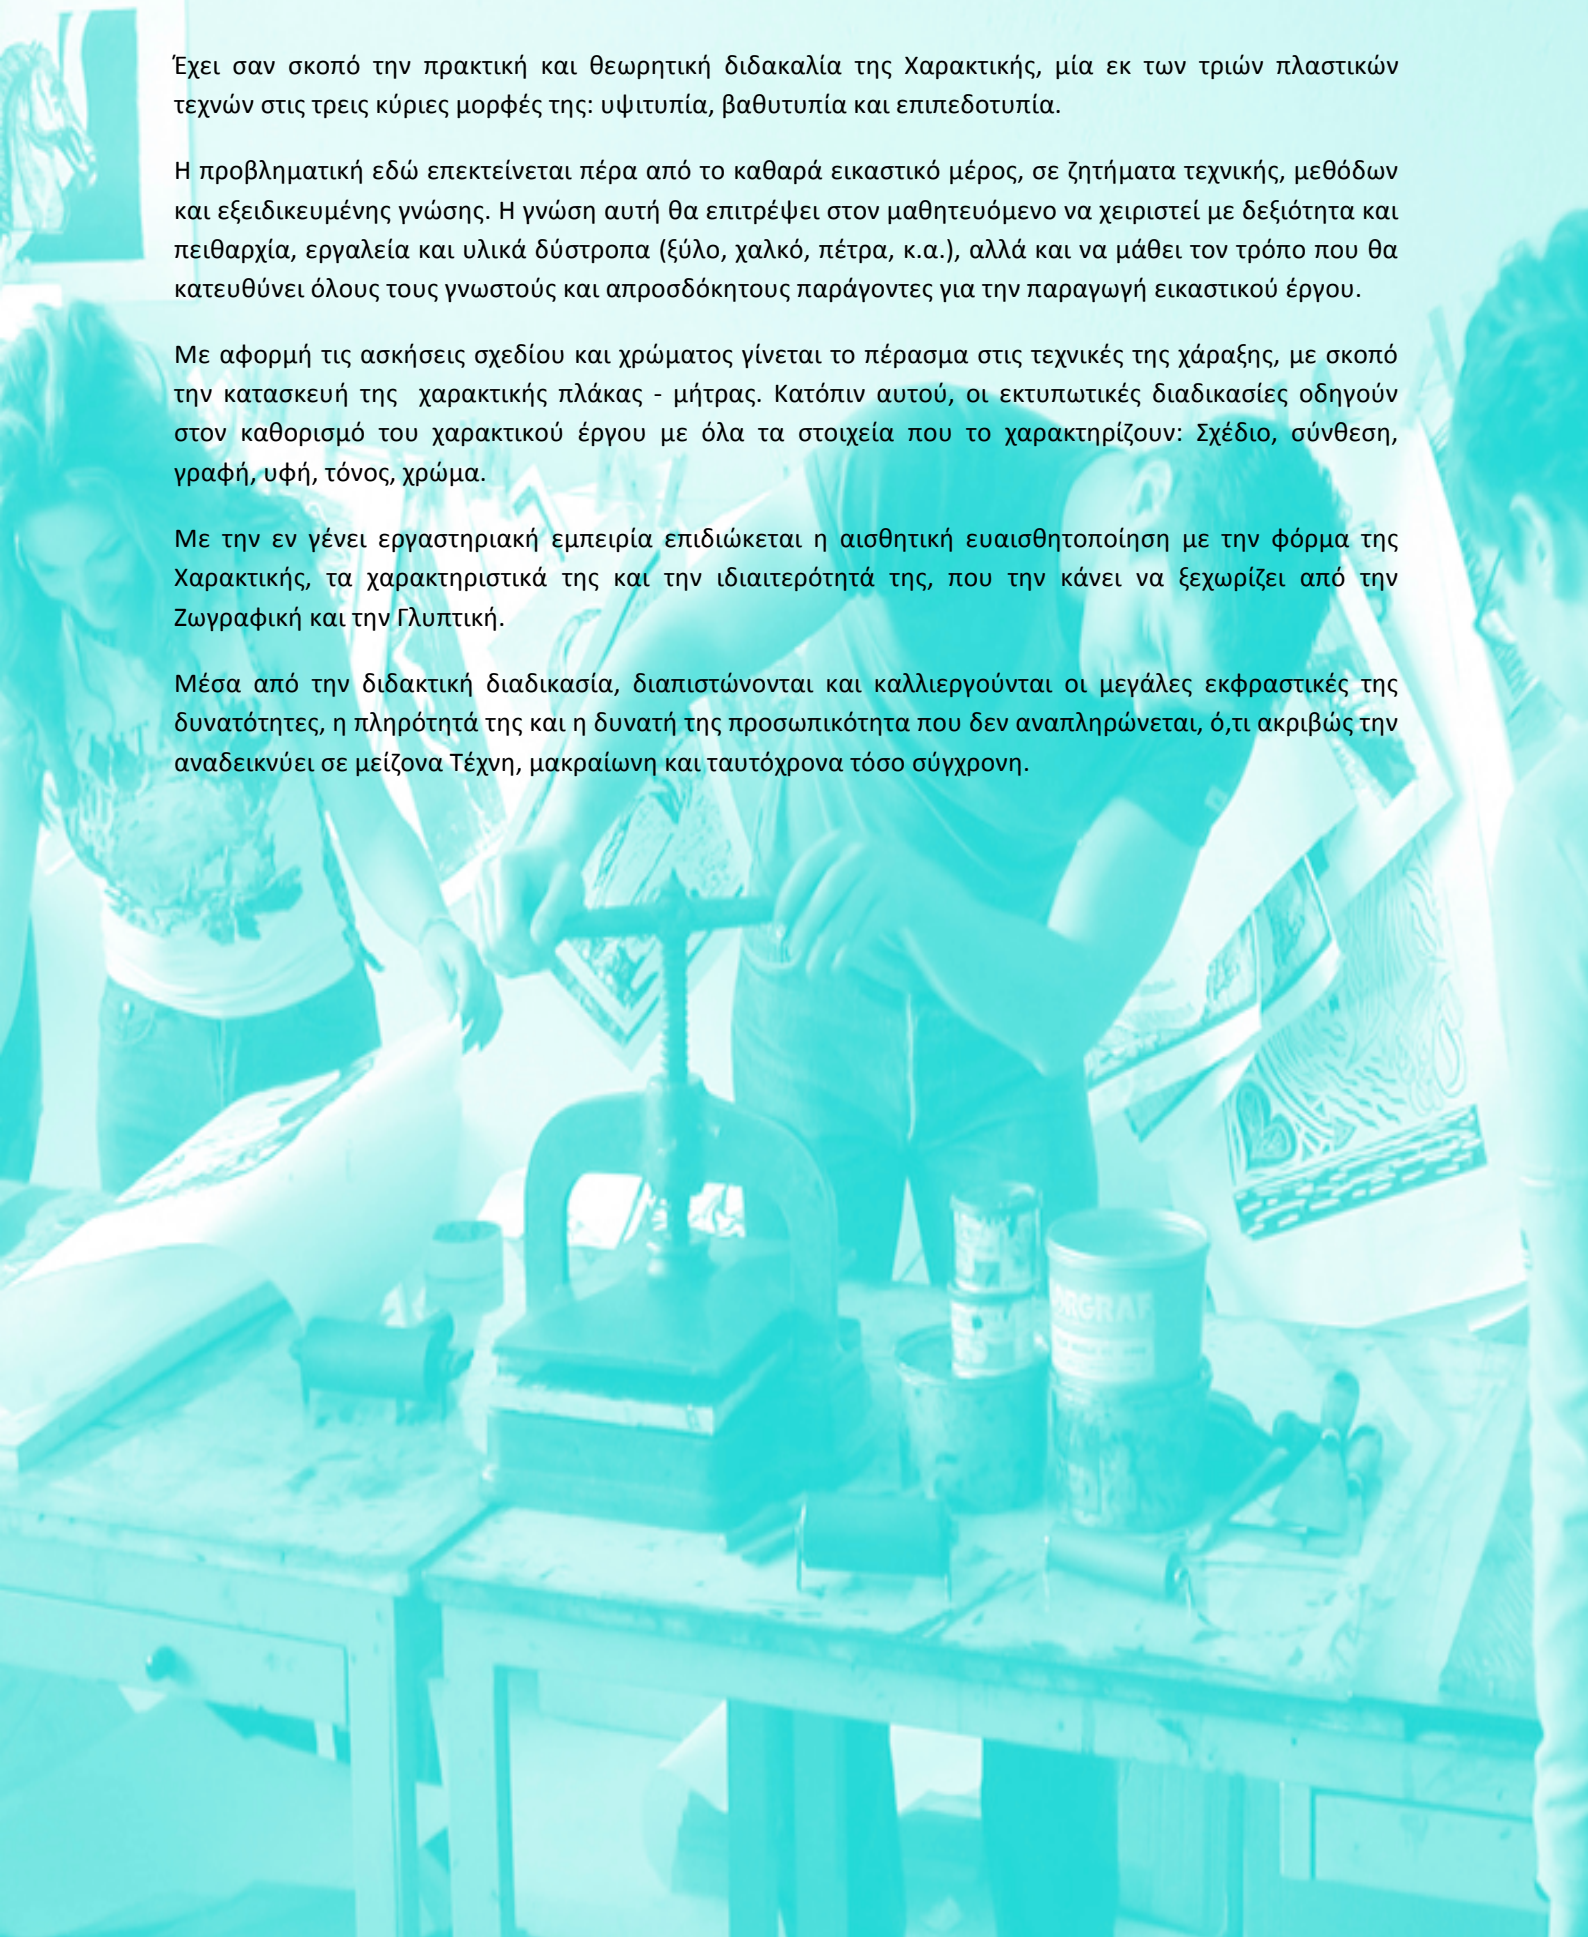 Έχει σαν σκοπό την πρακτική και θεωρητική διδακαλία της Χαρακτικής, μία εκ των τριών πλαστικών
τεχνών στις τρεις κύριες μορφές της: υψιτυπία, βαθυτυπία και επιπεδοτυπία.
Η προβληματική εδώ επεκτείνεται πέρα από το καθαρά εικαστικό μέρος, σε ζητήματα τεχνικής, μεθόδων
και εξειδικευμένης γνώσης. Η γνώση αυτή θα επιτρέψει στον μαθητευόμενο να χειριστεί με δεξιότητα και
πειθαρχία, εργαλεία και υλικά δύστροπα (ξύλο, χαλκό, πέτρα, κ.α.), αλλά και να μάθει τον τρόπο που θα
κατευθύνει όλους τους γνωστούς και απροσδόκητους παράγοντες για την παραγωγή εικαστικού έργου.
Με αφορμή τις ασκήσεις σχεδίου και χρώματος γίνεται το πέρασμα στις τεχνικές της χάραξης, με σκοπό
την κατασκευή της χαρακτικής πλάκας - μήτρας. Κατόπιν αυτού, οι εκτυπωτικές διαδικασίες οδηγούν
στον καθορισμό του χαρακτικού έργου με όλα τα στοιχεία που το χαρακτηρίζουν: Σχέδιο, σύνθεση,
γραφή, υφή, τόνος, χρώμα.
Με την εν γένει εργαστηριακή εμπειρία επιδιώκεται η αισθητική ευαισθητοποίηση με την φόρμα της
Χαρακτικής, τα χαρακτηριστικά της και την ιδιαιτερότητά της, που την κάνει να ξεχωρίζει από την
Ζωγραφική και την Γλυπτική.
Μέσα από την διδακτική διαδικασία, διαπιστώνονται και καλλιεργούνται οι μεγάλες εκφραστικές της
δυνατότητες, η πληρότητά της και η δυνατή της προσωπικότητα που δεν αναπληρώνεται, ό,τι ακριβώς την
αναδεικνύει σε μείζονα Τέχνη, μακραίωνη και ταυτόχρονα τόσο σύγχρονη.